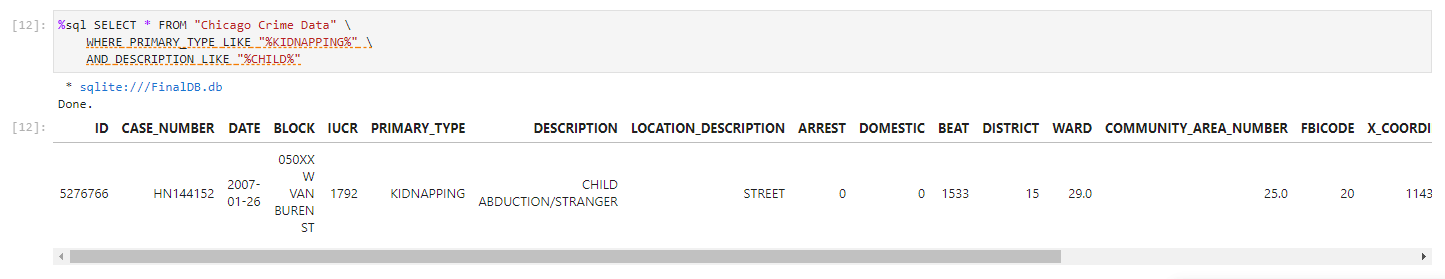 [12]: %sql SELECT * FROM "Chicago Crime Data" \
WHERE PRIMARY_TYPE LIKE "%KIDNAPPING%" \
AND DESCRIPTION LIKE "%CHILD%"
* sqlite:///FinalDB.db
Done.
[12]: ID CASE_NUMBER DATE BLOCK IUCR PRIMARY_TYPE DESCRIPTION LOCATION_DESCRIPTION ARREST DOMESTIC BEAT DISTRICT WARD COMMUNITY_AREA_NUMBER FBICODE X_COORDI
050XX
W
5276766 HN144152 2007-01-26 VAN 1792 KIDNAPPING CHILD ABDUCTION/STRANGER STREET 0 0 1533 15 29.0 25.0 20 1143
BUREN
ST